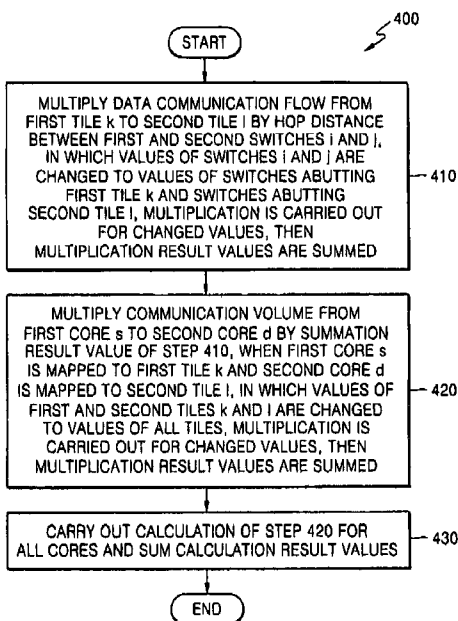 400
START
MULTIPLY DATA COMMUNICATION FLOW FROM
FIRST TILE k TO SECOND TILE l BY HOP DISTANCE
BETWEEN FIRST AND SECOND SWITCHES i AND j,
IN WHICH VALUES OF SWITCHES i AND j ARE
CHANGED TO VALUES OF SWITCHES ABUTTING
FIRST TILE k AND SWITCHES ABUTTING
SECOND TILE l, MULTIPLICATION IS CARRIED OUT
FOR CHANGED VALUES, THEN
MULTIPLICATION RESULT VALUES ARE SUMMED
410
MULTIPLY COMMUNICATION VOLUME FROM
FIRST CORE s TO SECOND CORE d BY SUMMATION
RESULT VALUE OF STEP 410, WHEN FIRST CORE s
IS MAPPED TO FIRST TILE k AND SECOND CORE d
IS MAPPED TO SECOND TILE l, IN WHICH VALUES OF
FIRST AND SECOND TILES k AND l ARE CHANGED
TO VALUES OF ALL TILES, MULTIPLICATION IS
CARRIED OUT FOR CHANGED VALUES, THEN
MULTIPLICATION RESULT VALUES ARE SUMMED
420
CARRY OUT CALCULATION OF STEP 420 FOR
ALL CORES AND SUM CALCULATION RESULT VALUES
430
END